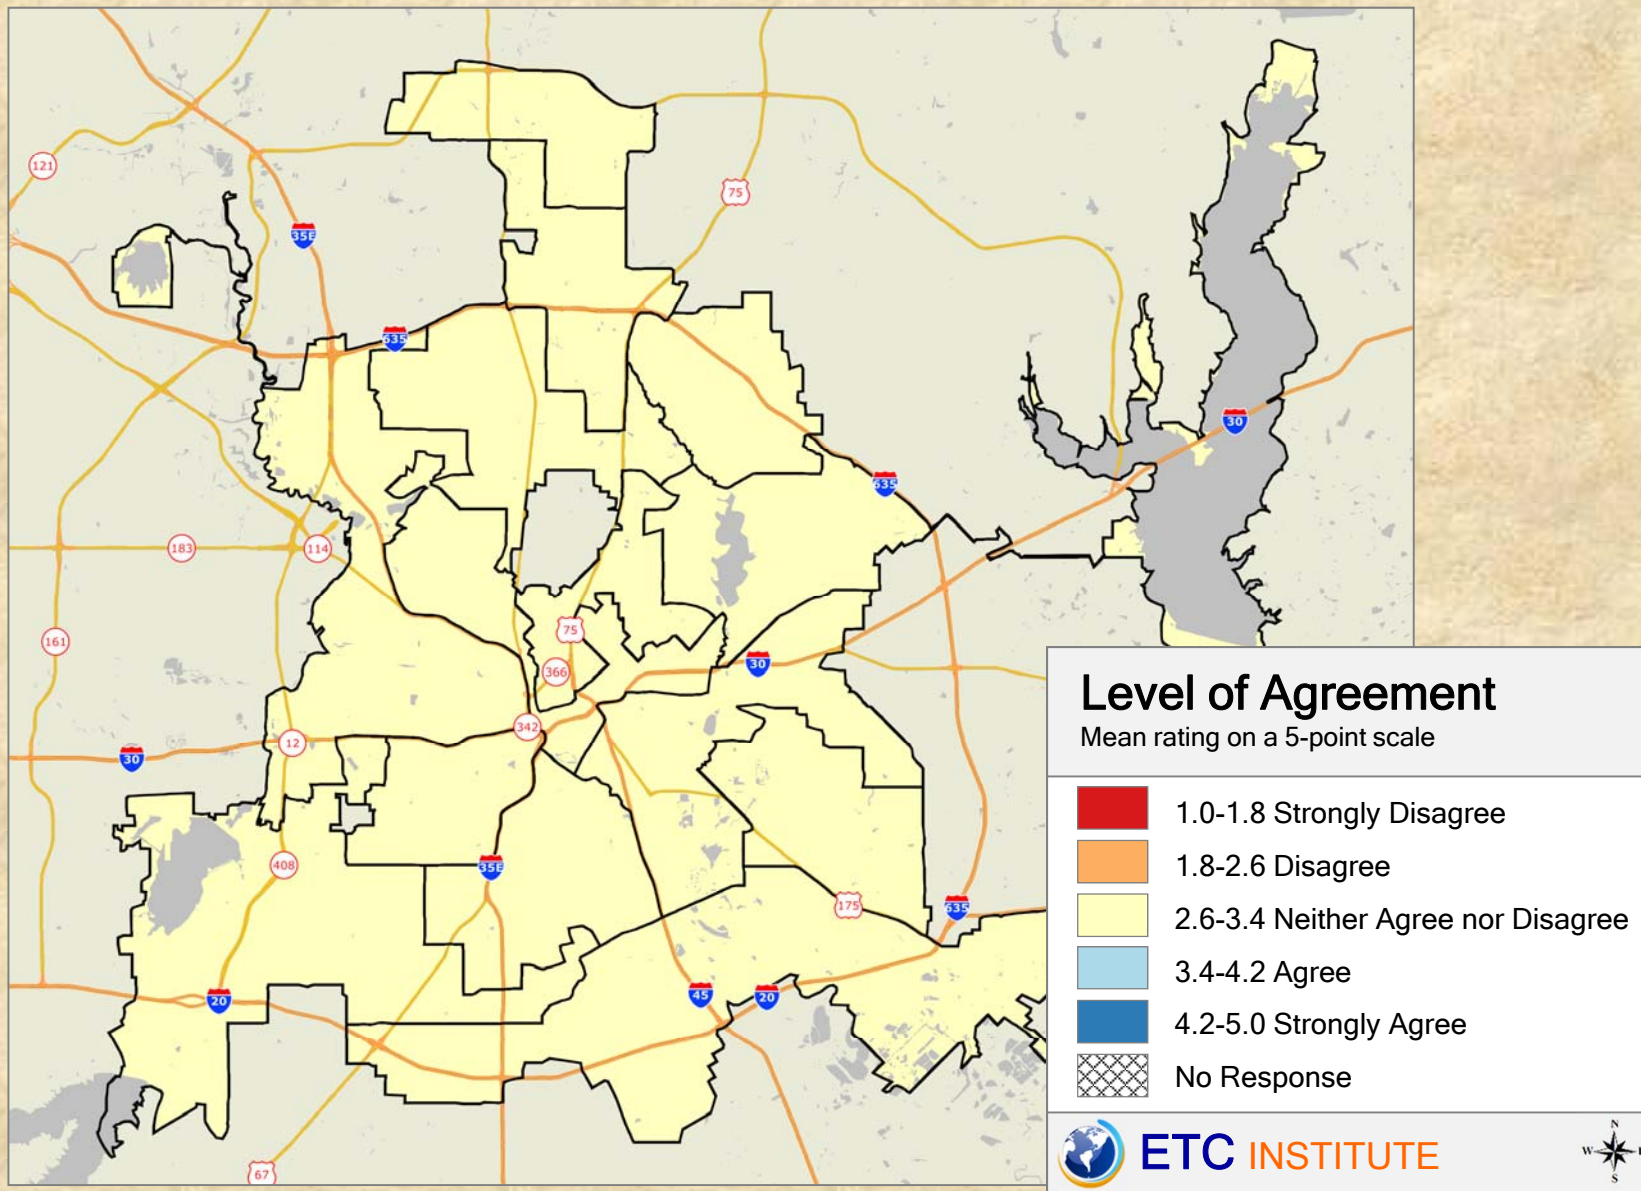 121
75
35E
635
30
635
183
114
161
75
366
30
342
12
30
408
35E
175
635
20
45
20
67
Level of Agreement
Mean rating on a 5-point scale
1.0-1.8 Strongly Disagree
1.8-2.6 Disagree
2.6-3.4 Neither Agree nor Disagree
3.4-4.2 Agree
4.2-5.0 Strongly Agree
No Response
ETC INSTITUTE
N
W
S